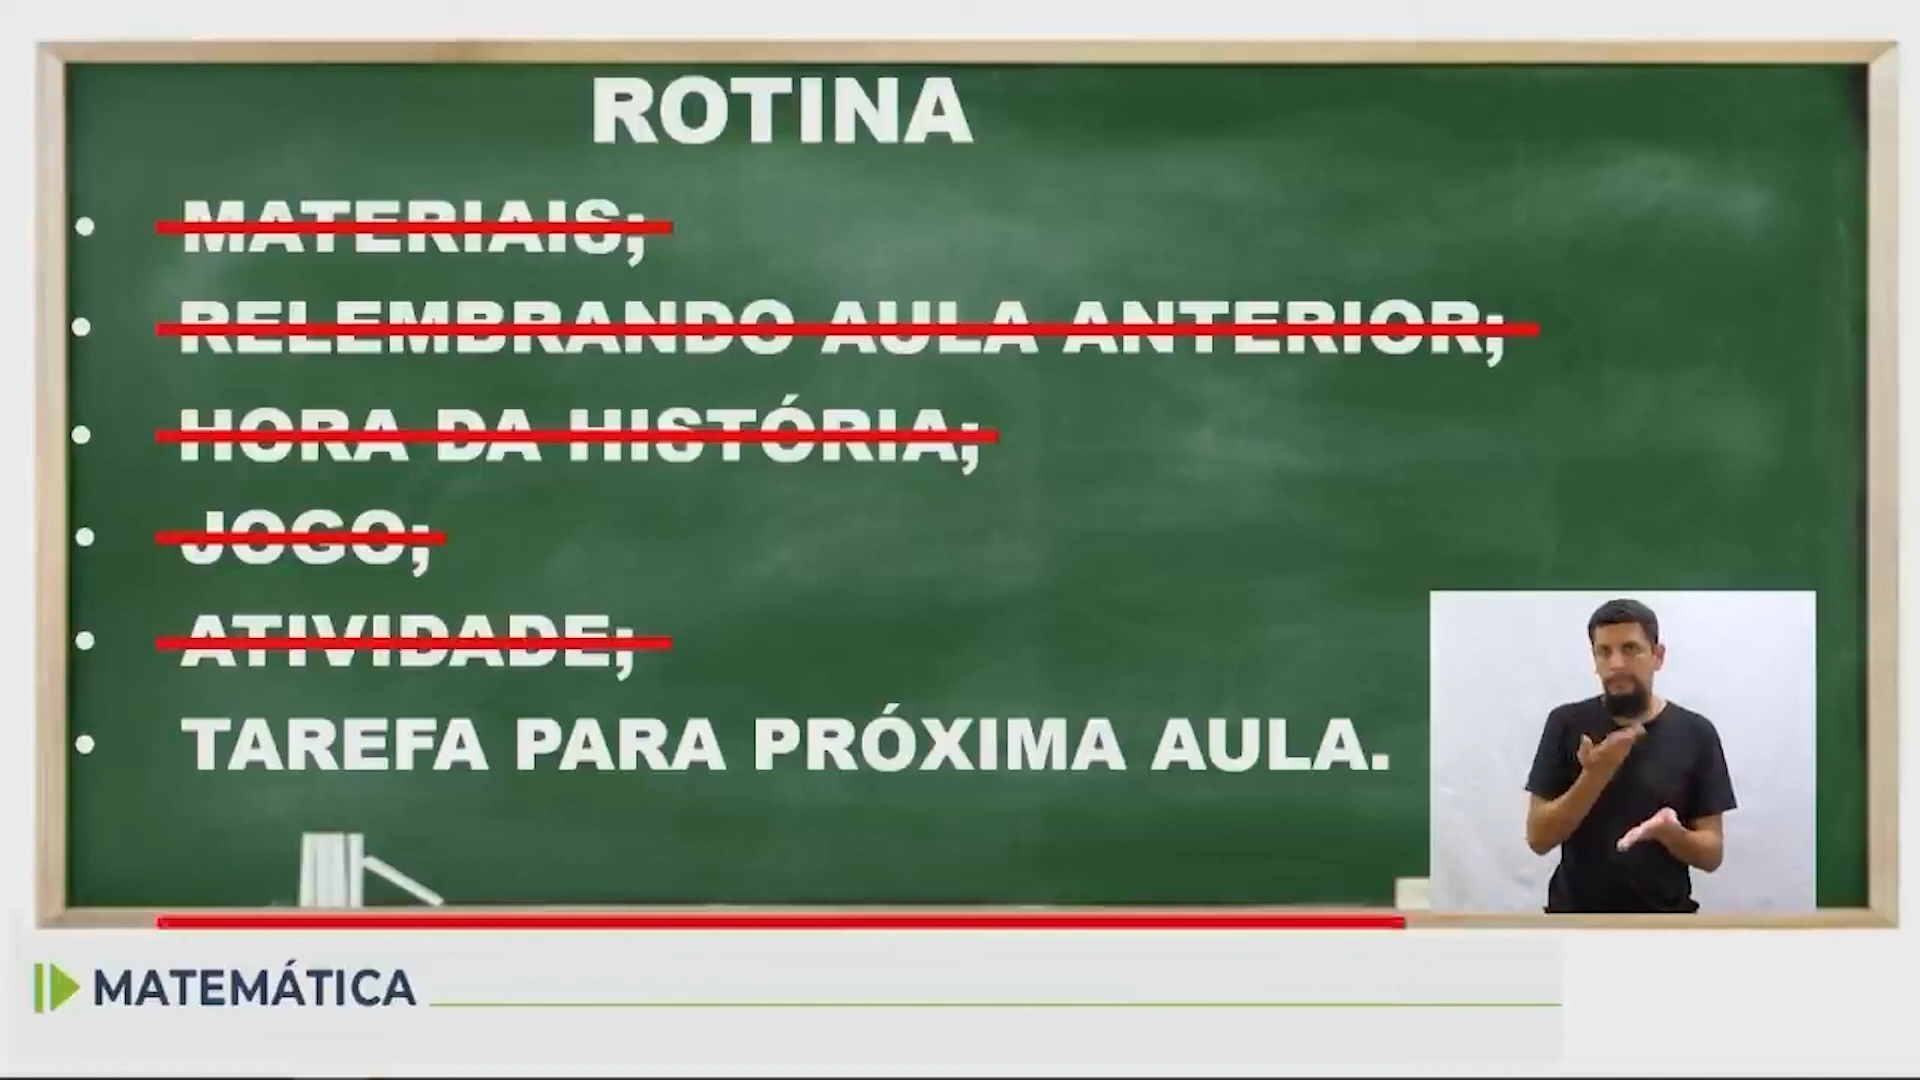 ROTINA
• MATERIAIS;
• RELEMBRANDO AULA ANTERIOR;
• HORA DA HISTÓRIA;
• JOGO;
• ATIVIDADE;
• TAREFA PARA PRÓXIMA AULA.
MATEMÁTICA